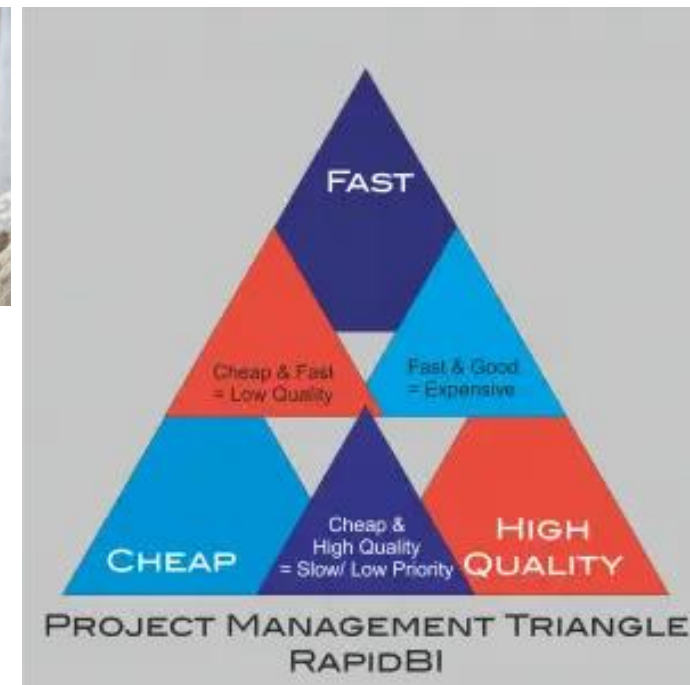 FAST
Cheap & Fast
= Low Quality
Fast & Good
= Expensive
CHEAP
Cheap &
High Quality
= Slow/ Low Priority
HIGH
QUALITY
PROJECT MANAGEMENT TRIANGLE
RAPIDBI